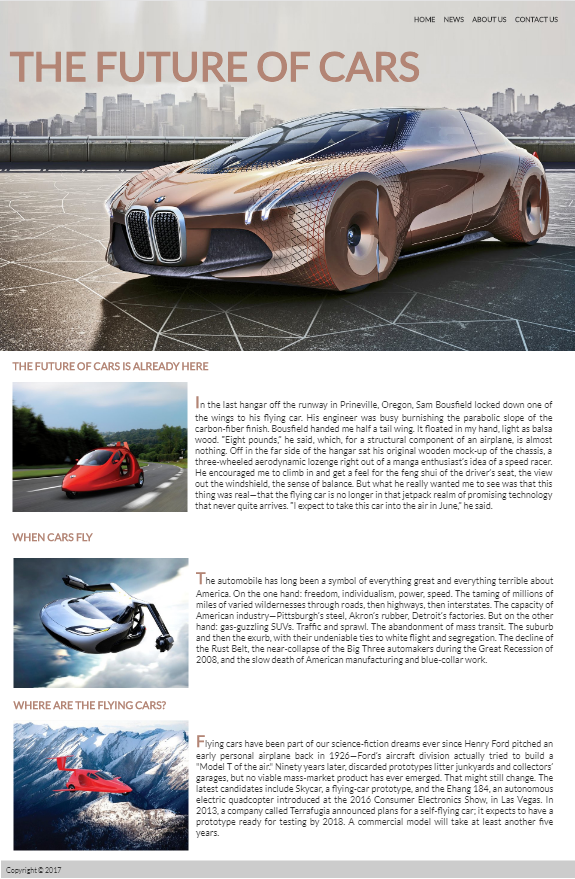 HOME NEWS ABOUT US CONTACT US
THE FUTURE OF CARS
THE FUTURE OF CARS IS ALREADY HERE
In the last hangar off the runway in Prineville, Oregon, Sam Bousfield locked down one of
the wings to his flying car. His engineer was busy burnishing the parabolic slope of the
carbon-fiber finish. Bousfield handed me half a tail wing. It floated in my hand, light as balsa
wood. "Eight pounds," he said, which, for a structural component of an airplane, is almost
nothing. Off in the far side of the hangar sat his original wooden mock-up of the chassis, a
three-wheeled aerodynamic lozenge right out of a manga enthusiast's idea of a speed racer.
He encouraged me to climb in and get a feel for the feng shui of the driver's seat, the view
out the windshield, the sense of balance. But what he really wanted me to see was that this
thing was real—that the flying car is no longer in that jetpack realm of promising technology
that never quite arrives. "I expect to take this car into the air in June," he said.
WHEN CARS FLY
The automobile has long been a symbol of everything great and everything terrible about
America. On the one hand: freedom, individualism, power, speed. The taming of millions of
miles of varied wildernesses through roads, then highways, then interstates. The capacity of
American industry—Pittsburgh's steel, Akron's rubber, Detroit's factories. But on the other
hand: gas-guzzling SUVs. Traffic and sprawl. The abandonment of mass transit. The suburb
and then the exurb, with their undeniable ties to white flight and segregation. The decline of
the Rust Belt, the near-collapse of the Big Three automakers during the Great Recession of
2008, and the slow death of American manufacturing and blue-collar work.
WHERE ARE THE FLYING CARS?
Flying cars have been part of our science-fiction dreams ever since Henry Ford pitched an
early personal airplane back in 1926—Ford's aircraft division actually tried to build a
"Model T of the air." Ninety years later, discarded prototypes litter junkyards and collectors'
garages, but no viable mass-market product has ever emerged. That might still change. The
latest candidates include Skycar, a flying-car prototype, and the Ehang 184, an autonomous
electric quadcopter introduced at the 2016 Consumer Electronics Show, in Las Vegas. In
2013, a company called Terrafugia announced plans for a self-flying car; it expects to have a
prototype ready for testing by 2018. A commercial model will take at least another five
years.
Copyright © 2017